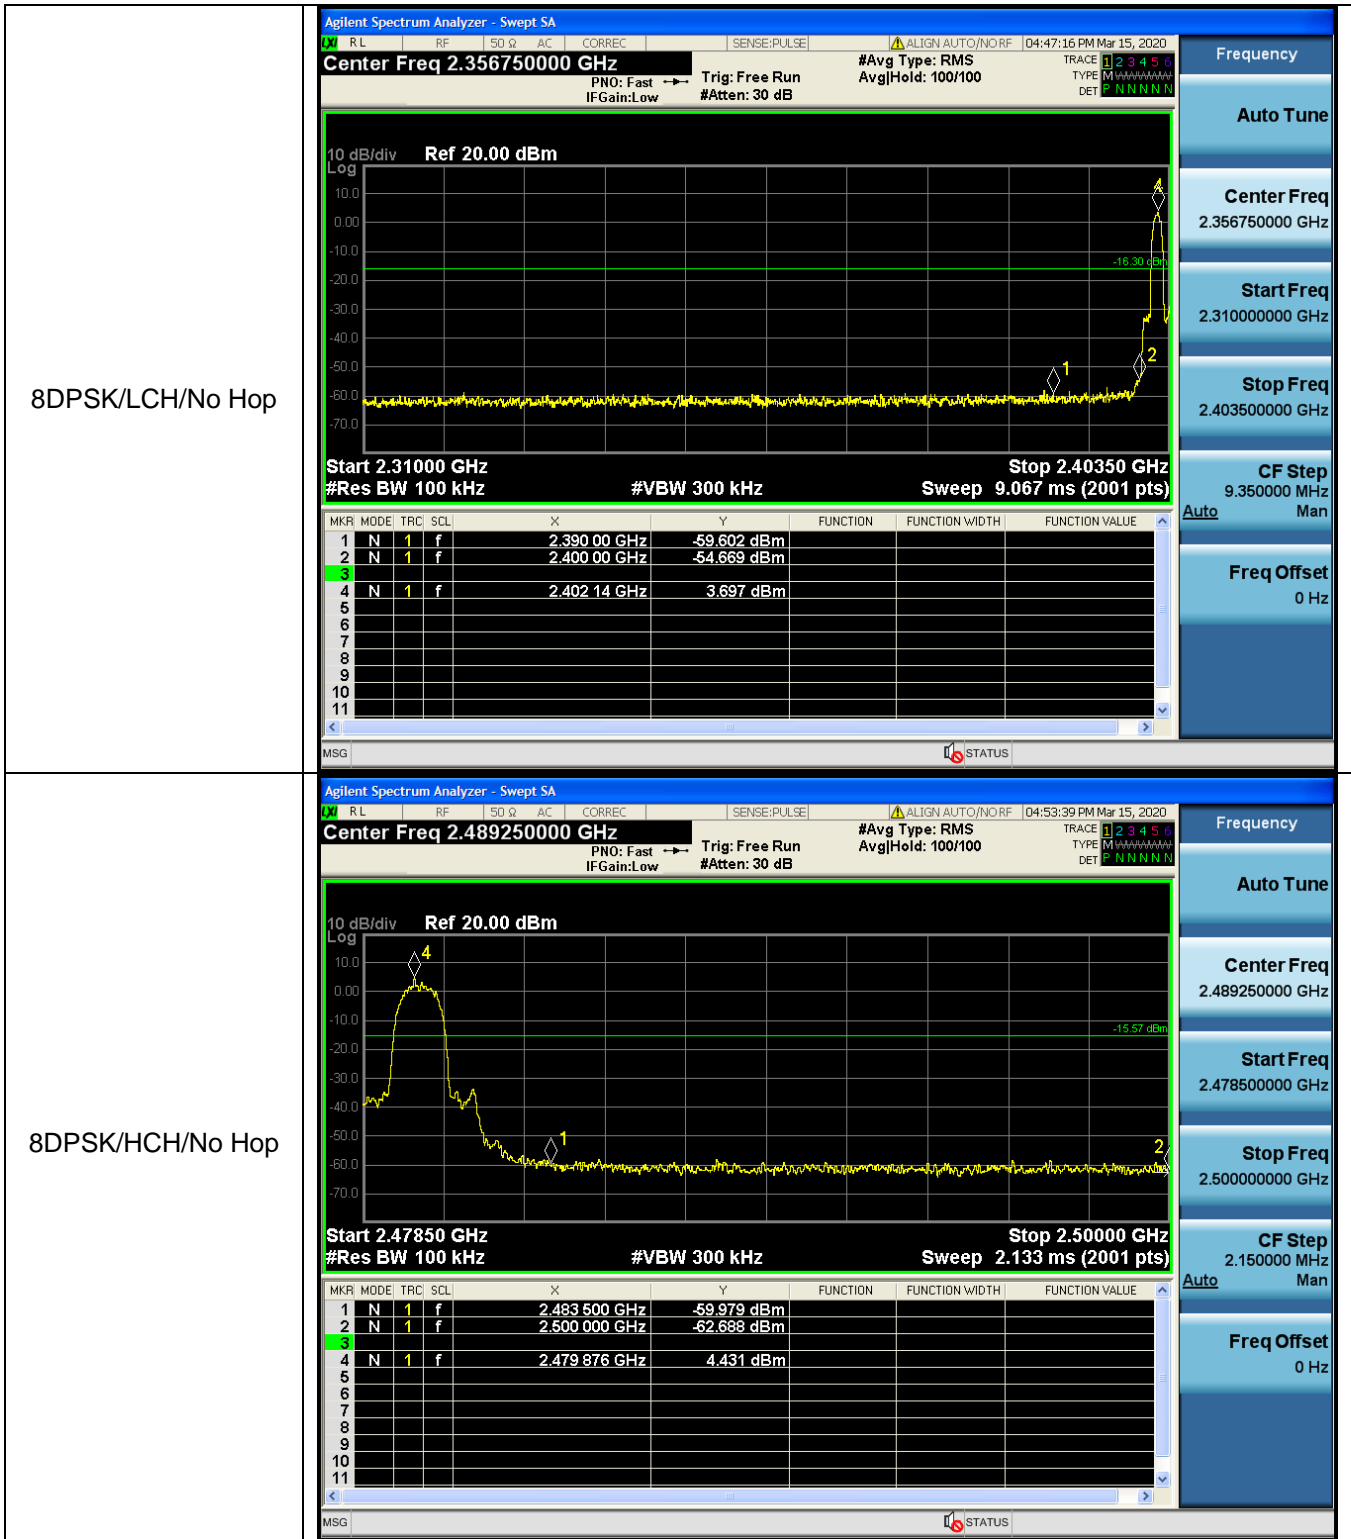 8DPSK/LCH/No Hop
Agilent Spectrum Analyzer - Swept SA
LXI RL RF 50 Ω AC CORREC SENSE:PULSE ALIGN AUTO/NO RF 04:47:16 PM Mar 15, 2020
Center Freq 2.356750000 GHz #Avg Type: RMS TRACE 1 2 3 4 5 6
PNO: Fast Trig: Free Run Avg|Hold: 100/100 TYPE M
IFGain:Low #Atten: 30 dB DET P N N N N N
10 dB/div Ref 20.00 dBm
Log
10.0
0.00
-10.0
-20.0
-30.0
-40.0
-50.0
-60.0
-70.0
4
-16.30 dBm
1
2
Start 2.31000 GHz Stop 2.40350 GHz
#Res BW 100 kHz #VBW 300 kHz Sweep 9.067 ms (2001 pts)
MKR MODE TRC SCL X Y FUNCTION FUNCTION WIDTH FUNCTION VALUE
1 N 1 f 2.390 00 GHz -59.602 dBm
2 N 1 f 2.400 00 GHz -54.669 dBm
3
4 N 1 f 2.402 14 GHz 3.697 dBm
5
6
7
8
9
10
11
MSG STATUS
Frequency
Auto Tune
Center Freq
2.356750000 GHz
Start Freq
2.310000000 GHz
Stop Freq
2.403500000 GHz
CF Step
9.350000 MHz
Auto Man
Freq Offset
0 Hz
8DPSK/HCH/No Hop
Agilent Spectrum Analyzer - Swept SA
LXI RL RF 50 Ω AC CORREC SENSE:PULSE ALIGN AUTO/NO RF 04:53:39 PM Mar 15, 2020
Center Freq 2.489250000 GHz #Avg Type: RMS TRACE 1 2 3 4 5 6
PNO: Fast Trig: Free Run Avg|Hold: 100/100 TYPE M
IFGain:Low #Atten: 30 dB DET P N N N N N
10 dB/div Ref 20.00 dBm
Log
10.0
0.00
-10.0
-20.0
-30.0
-40.0
-50.0
-60.0
-70.0
4
-15.57 dBm
1
2
Start 2.47850 GHz Stop 2.50000 GHz
#Res BW 100 kHz #VBW 300 kHz Sweep 2.133 ms (2001 pts)
MKR MODE TRC SCL X Y FUNCTION FUNCTION WIDTH FUNCTION VALUE
1 N 1 f 2.483 500 GHz -59.979 dBm
2 N 1 f 2.500 000 GHz -62.688 dBm
3
4 N 1 f 2.479 876 GHz 4.431 dBm
5
6
7
8
9
10
11
MSG STATUS
Frequency
Auto Tune
Center Freq
2.489250000 GHz
Start Freq
2.478500000 GHz
Stop Freq
2.500000000 GHz
CF Step
2.150000 MHz
Auto Man
Freq Offset
0 Hz